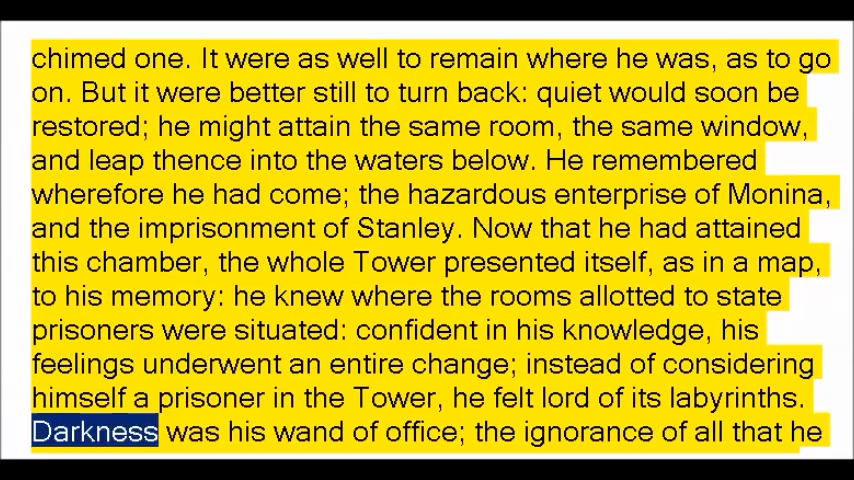 chimed one. It were as well to remain where he was, as to go
on. But it were better still to turn back: quiet would soon be
restored; he might attain the same room, the same window,
and leap thence into the waters below. He remembered
wherefore he had come; the hazardous enterprise of Monina,
and the imprisonment of Stanley. Now that he had attained
this chamber, the whole Tower presented itself, as in a map,
to his memory: he knew where the rooms allotted to state
prisoners were situated: confident in his knowledge, his
feelings underwent an entire change; instead of considering
himself a prisoner in the Tower, he felt lord of its labyrinths.
Darkness was his wand of office; the ignorance of all that he